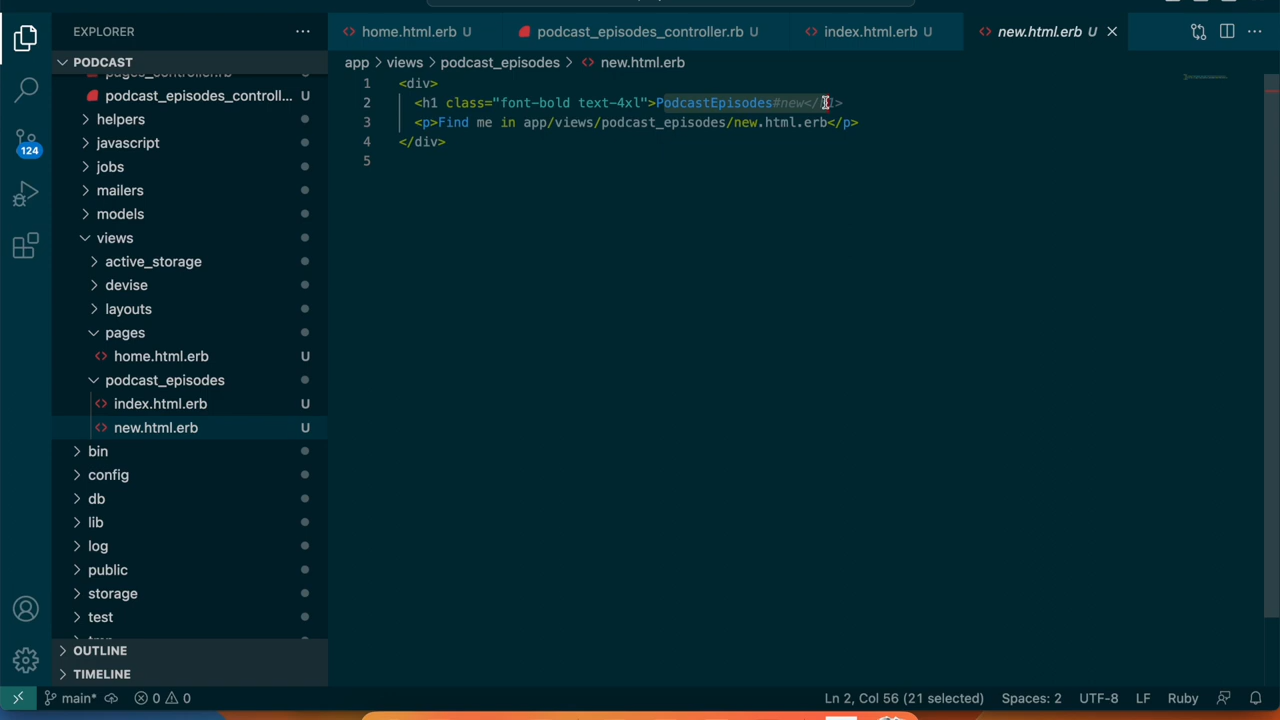 EXPLORER
home.html.erb U
podcast_episodes_controller.rb U
index.html.erb U
new.html.erb U
PODCAST
app > views > podcast_episodes > new.html.erb
podcast_episodes_controll... U
helpers
javascript
jobs
mailers
models
views
active_storage
devise
layouts
pages
home.html.erb U
podcast_episodes
index.html.erb U
new.html.erb U
bin
config
db
lib
log
public
storage
test
OUTLINE
TIMELINE
124
1 <div>
2 <h1 class="font-bold text-4xl">PodcastEpisodes#new</
3 <p>Find me in app/views/podcast_episodes/new.html.erb</p>
4 </div>
5
main* 0 0
Ln 2, Col 56 (21 selected) Spaces: 2 UTF-8 LF Ruby